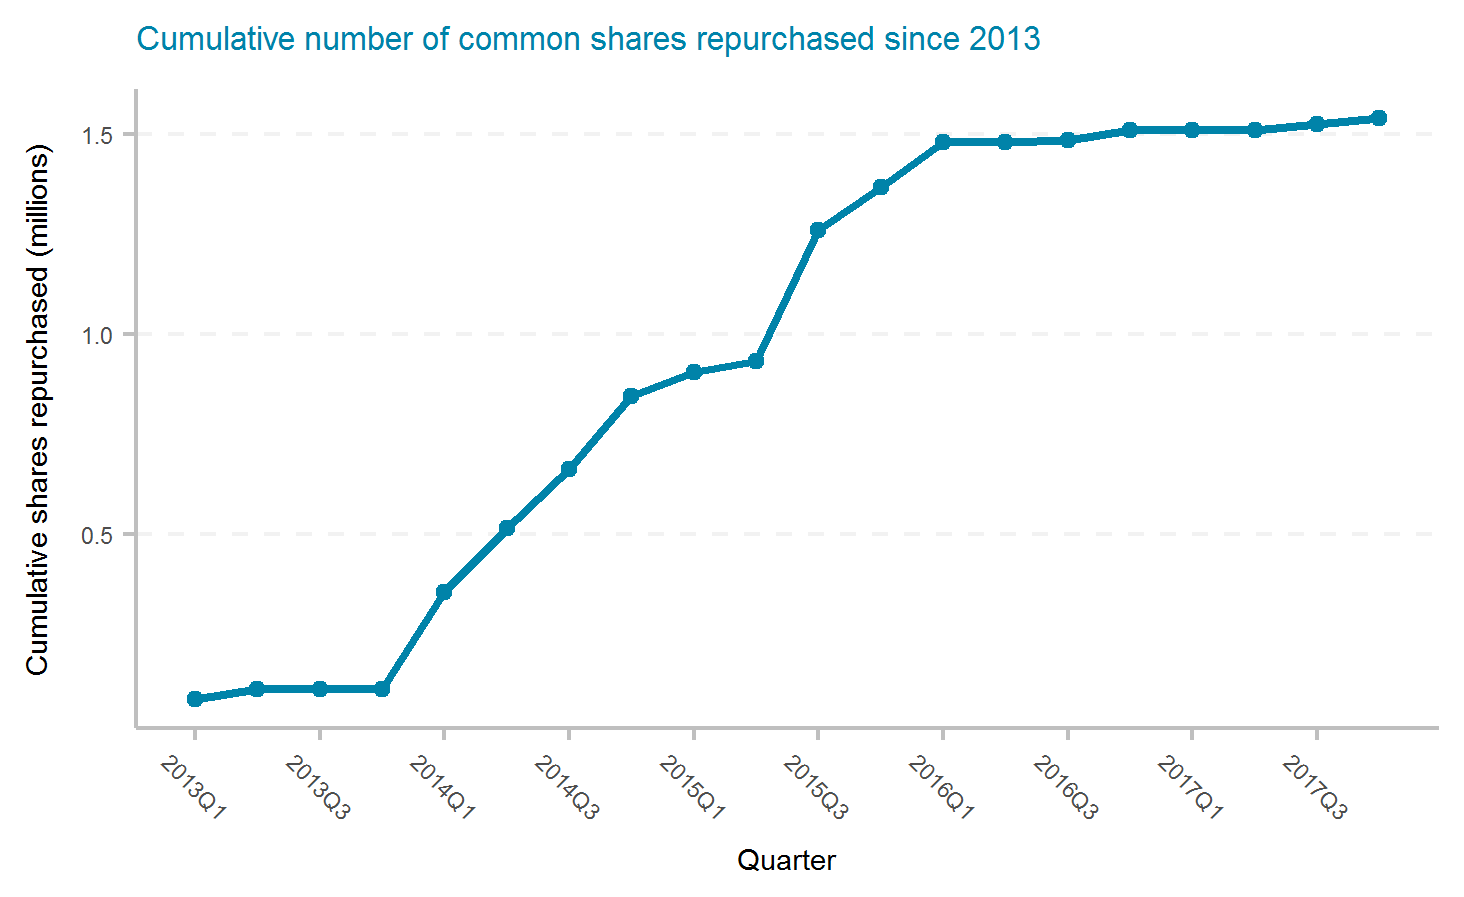 Cumulative number of common shares repurchased since 2013
Cumulative shares repurchased (millions)
1.5
1.0
0.5
2013Q1
2013Q3
2014Q1
2014Q3
2015Q1
2015Q3
2016Q1
2016Q3
2017Q1
2017Q3
Quarter